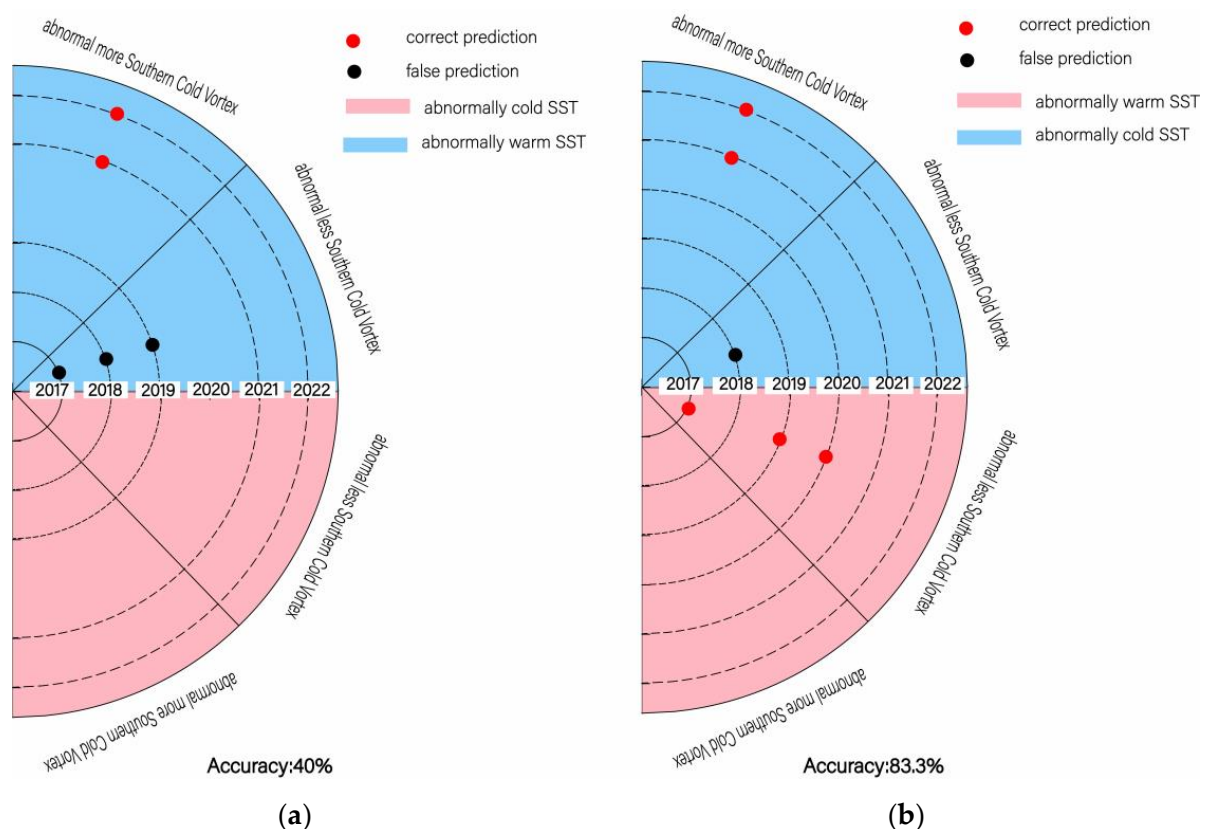 abnormal more Southern Cold Vortex
correct prediction
false prediction
abnormally cold SST
abnormally warm SST
abnormal less Southern Cold Vortex
2017 2018 2019 2020 2021 2022
abnormal less Southern Cold Vortex
abnormal more Southern Cold Vortex
Accuracy:40%
(a)
abnormal more Southern Cold Vortex
correct prediction
false prediction
abnormally warm SST
abnormally cold SST
abnormal less Southern Cold Vortex
2017 2018 2019 2020 2021 2022
abnormal less Southern Cold Vortex
abnormal more Southern Cold Vortex
Accuracy:83.3%
(b)